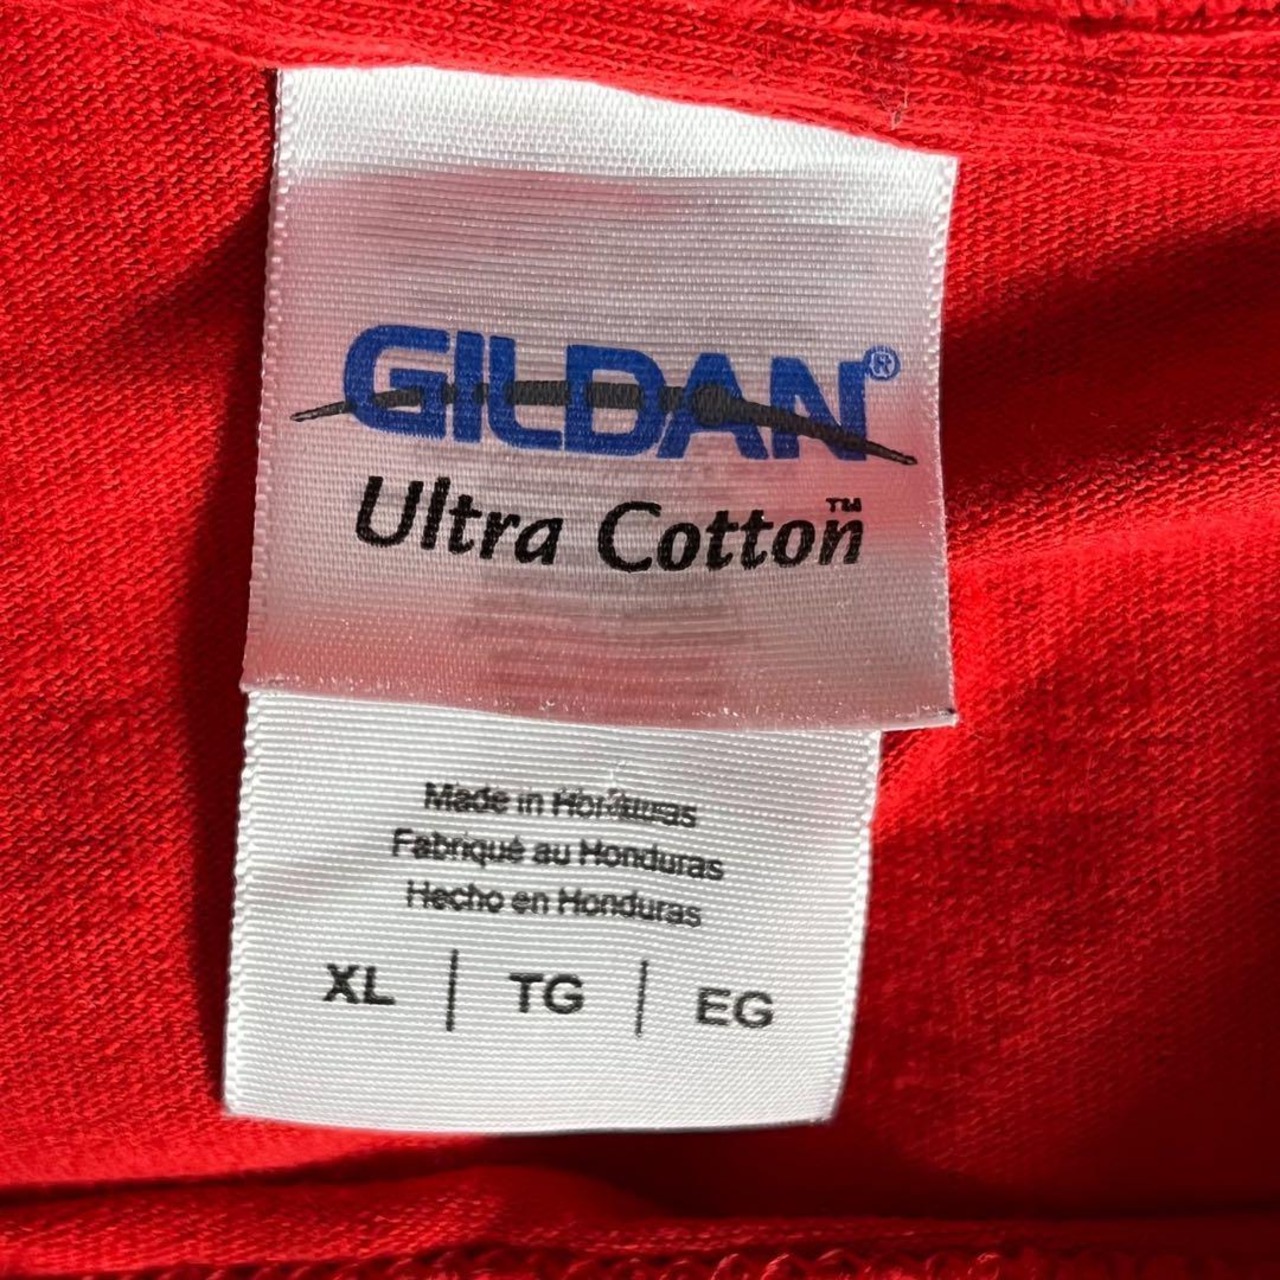 GILDAN®
Ultra Cotton™
Made in Honduras
Fabriqué au Honduras
Hecho en Honduras
XL | TG | EG